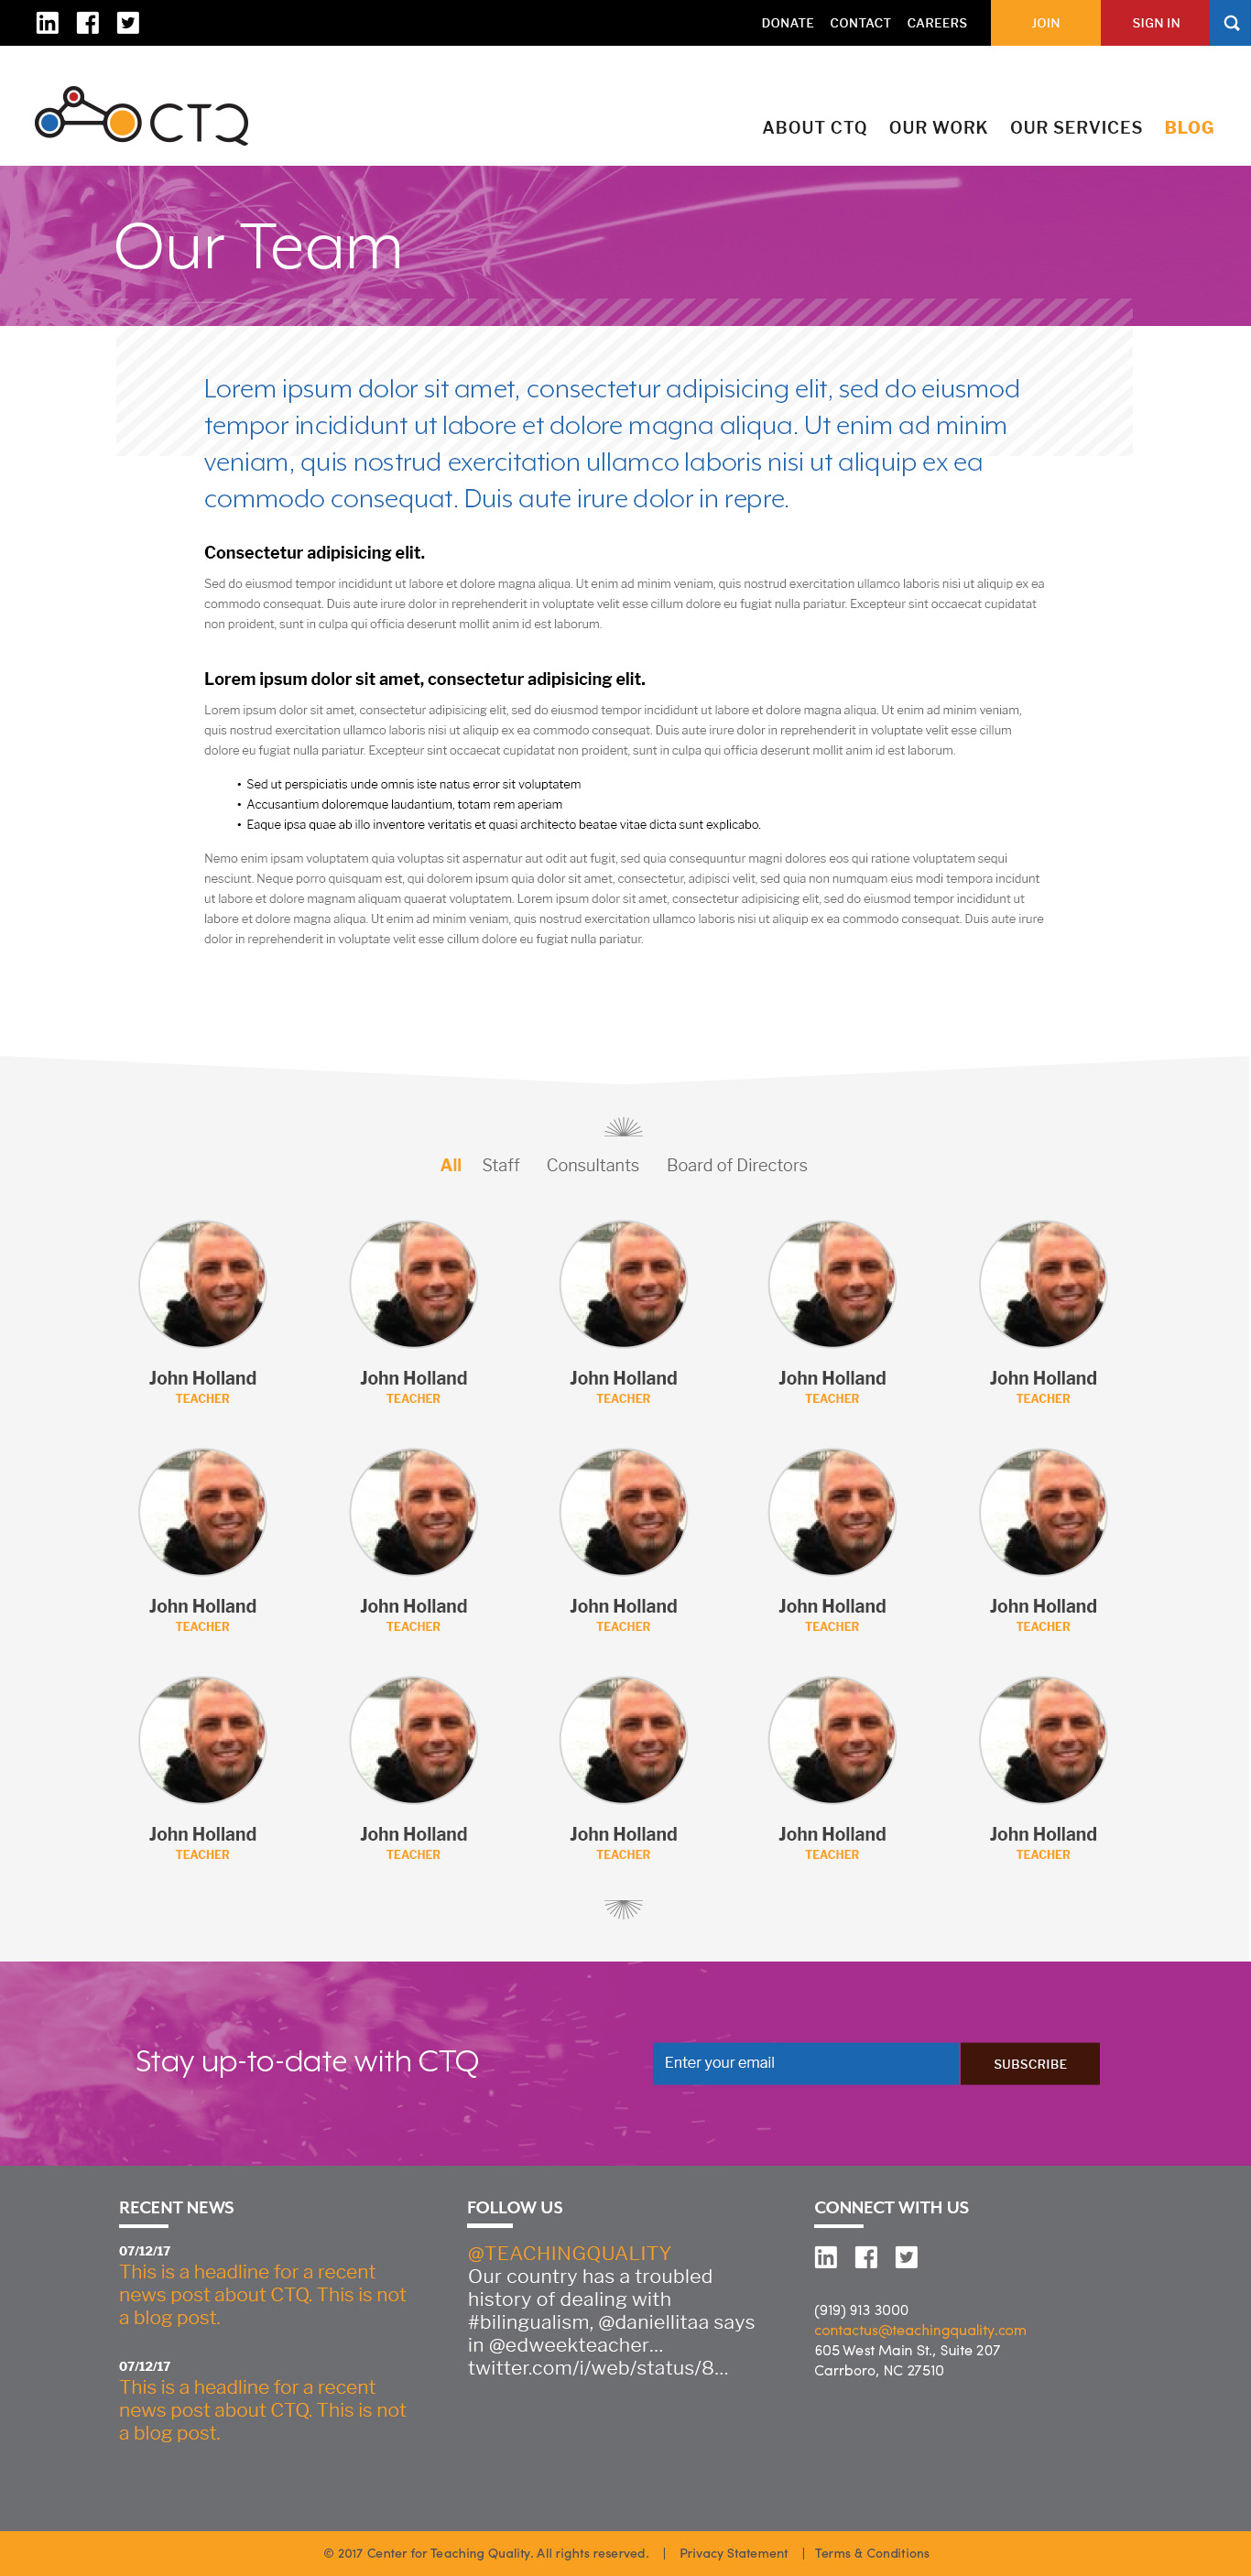 DONATE CONTACT CAREERS JOIN SIGN IN
CTQ
ABOUT CTQ OUR WORK OUR SERVICES BLOG
Our Team
Lorem ipsum dolor sit amet, consectetur adipisicing elit, sed do eiusmod
tempor incididunt ut labore et dolore magna aliqua. Ut enim ad minim
veniam, quis nostrud exercitation ullamco laboris nisi ut aliquip ex ea
commodo consequat. Duis aute irure dolor in repre.
Consectetur adipisicing elit.
Sed do eiusmod tempor incididunt ut labore et dolore magna aliqua. Ut enim ad minim veniam, quis nostrud exercitation ullamco laboris nisi ut aliquip ex ea
commodo consequat. Duis aute irure dolor in reprehenderit in voluptate velit esse cillum dolore eu fugiat nulla pariatur. Excepteur sint occaecat cupidatat
non proident, sunt in culpa qui officia deserunt mollit anim id est laborum.
Lorem ipsum dolor sit amet, consectetur adipisicing elit.
Lorem ipsum dolor sit amet, consectetur adipisicing elit, sed do eiusmod tempor incididunt ut labore et dolore magna aliqua. Ut enim ad minim veniam,
quis nostrud exercitation ullamco laboris nisi ut aliquip ex ea commodo consequat. Duis aute irure dolor in reprehenderit in voluptate velit esse cillum
dolore eu fugiat nulla pariatur. Excepteur sint occaecat cupidatat non proident, sunt in culpa qui officia deserunt mollit anim id est laborum.
• Sed ut perspiciatis unde omnis iste natus error sit voluptatem
• Accusantium doloremque laudantium, totam rem aperiam
• Eaque ipsa quae ab illo inventore veritatis et quasi architecto beatae vitae dicta sunt explicabo.
Nemo enim ipsam voluptatem quia voluptas sit aspernatur aut odit aut fugit, sed quia consequuntur magni dolores eos qui ratione voluptatem sequi
nesciunt. Neque porro quisquam est, qui dolorem ipsum quia dolor sit amet, consectetur, adipisci velit, sed quia non numquam eius modi tempora incidunt
ut labore et dolore magnam aliquam quaerat voluptatem. Lorem ipsum dolor sit amet, consectetur adipisicing elit, sed do eiusmod tempor incididunt ut
labore et dolore magna aliqua. Ut enim ad minim veniam, quis nostrud exercitation ullamco laboris nisi ut aliquip ex ea commodo consequat. Duis aute irure
dolor in reprehenderit in voluptate velit esse cillum dolore eu fugiat nulla pariatur.
All Staff Consultants Board of Directors
John Holland John Holland John Holland John Holland John Holland
TEACHER TEACHER TEACHER TEACHER TEACHER
John Holland John Holland John Holland John Holland John Holland
TEACHER TEACHER TEACHER TEACHER TEACHER
John Holland John Holland John Holland John Holland John Holland
TEACHER TEACHER TEACHER TEACHER TEACHER
Stay up-to-date with CTQ
Enter your email SUBSCRIBE
RECENT NEWS
07/12/17
This is a headline for a recent
news post about CTQ. This is not
a blog post.
07/12/17
This is a headline for a recent
news post about CTQ. This is not
a blog post.
FOLLOW US
@TEACHINGQUALITY
Our country has a troubled
history of dealing with
#bilingualism, @daniellitaa says
in @edweekteacher...
twitter.com/i/web/status/8...
CONNECT WITH US
(919) 913 3000
contactus@teachingquality.com
605 West Main St., Suite 207
Carrboro, NC 27510
© 2017 Center for Teaching Quality. All rights reserved. | Privacy Statement | Terms & Conditions